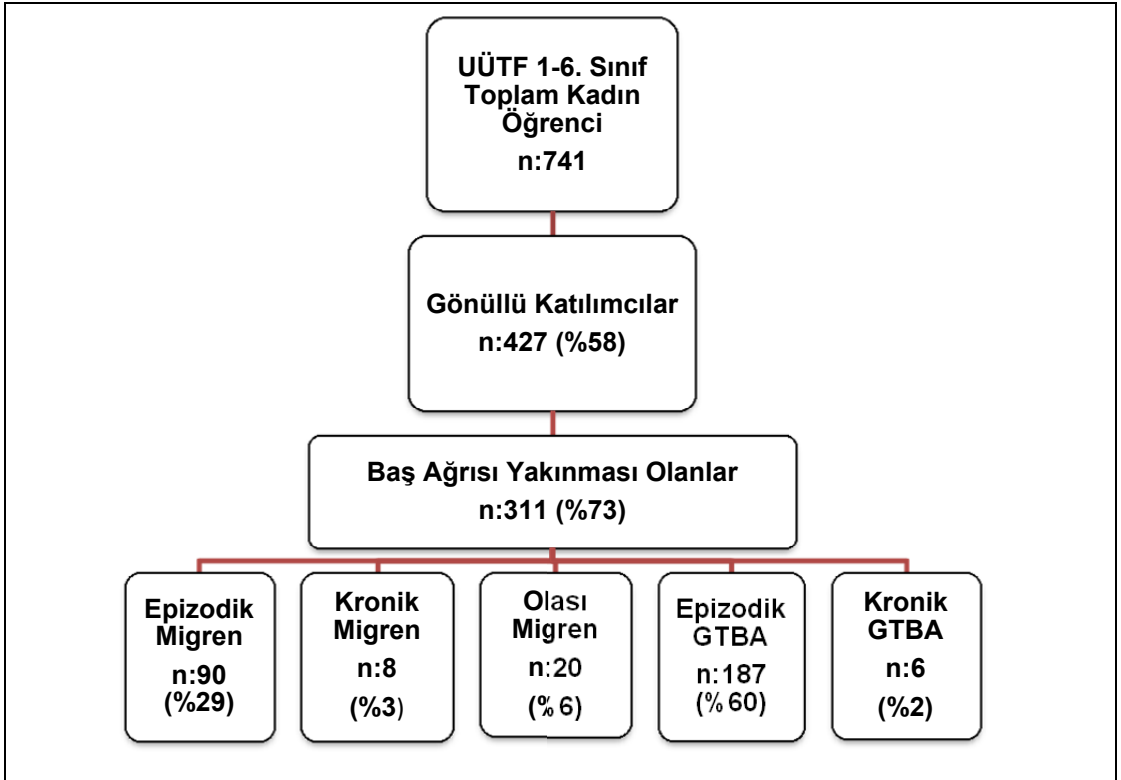 UÜTF 1-6. Sınıf
Toplam Kadın
Öğrenci
n:741
Gönüllü Katılımcılar
n:427 (%58)
Baş Ağrısı Yakınması Olanlar
n:311 (%73)
Epizodik
Migren
n:90
(%29)
Kronik
Migren
n:8
(%3)
Olası
Migren
n:20
(% 6)
Epizodik
GTBA
n:187
(% 60)
Kronik
GTBA
n:6
(%2)